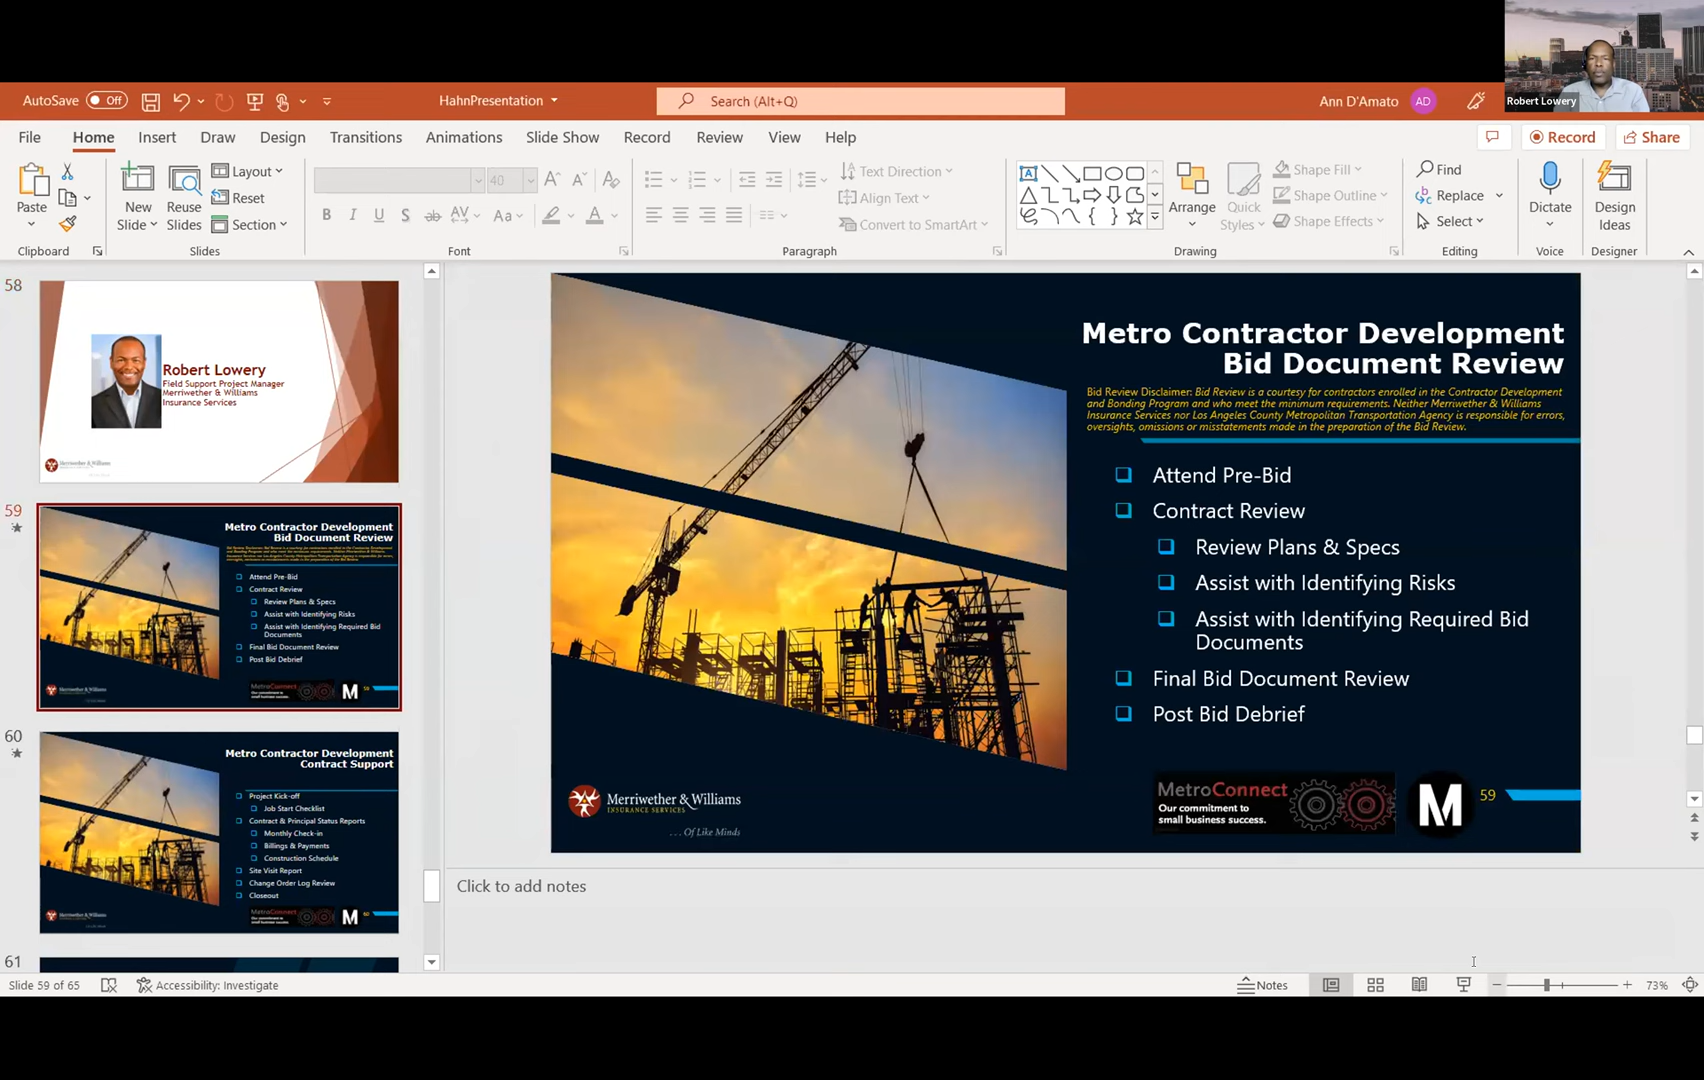 Robert Lowery
AutoSave Off HahnPresentation Search (Alt+Q) Ann D'Amato AD
File Home Insert Draw Design Transitions Animations Slide Show Record Review View Help Record Share
Paste
New Slide
Reuse Slides
Layout
Reset
Section
40
B I U S ab AV Aa A
Text Direction
Align Text
Convert to SmartArt
Arrange
Quick Styles
Shape Fill
Shape Outline
Shape Effects
Find
Replace
Select
Dictate
Design Ideas
Clipboard Slides Font Paragraph Drawing Editing Voice Designer
58
Robert Lowery
Field Support Project Manager
Merriwether & Williams
Insurance Services
59
Metro Contractor Development
Bid Document Review
Attend Pre-Bid
Contract Review
Review Plans & Specs
Assist with Identifying Risks
Assist with Identifying Required Bid
Documents
Final Bid Document Review
Post Bid Debrief
M 59
60
Metro Contractor Development
Contract Support
Project Kick-off
Job Start Checklist
Contract & Principal Status Reports
Monthly Check-in
Billings & Payments
Construction Schedule
Site Visit Report
Change Order Log Review
Closeout
M 60
61
Metro Contractor Development
Bid Document Review
Bid Review Disclaimer: Bid Review is a courtesy for contractors enrolled in the Contractor Development
and Bonding Program and who meet the minimum requirements. Neither Merriwether & Williams
Insurance Services nor Los Angeles County Metropolitan Transportation Agency is responsible for errors,
oversights, omissions or misstatements made in the preparation of the Bid Review.
Attend Pre-Bid
Contract Review
Review Plans & Specs
Assist with Identifying Risks
Assist with Identifying Required Bid
Documents
Final Bid Document Review
Post Bid Debrief
Merriwether & Williams
INSURANCE SERVICES
. . . Of Like Minds
MetroConnect
Our commitment to
small business success.
M 59
Click to add notes
Slide 59 of 65 Accessibility: Investigate Notes 73%